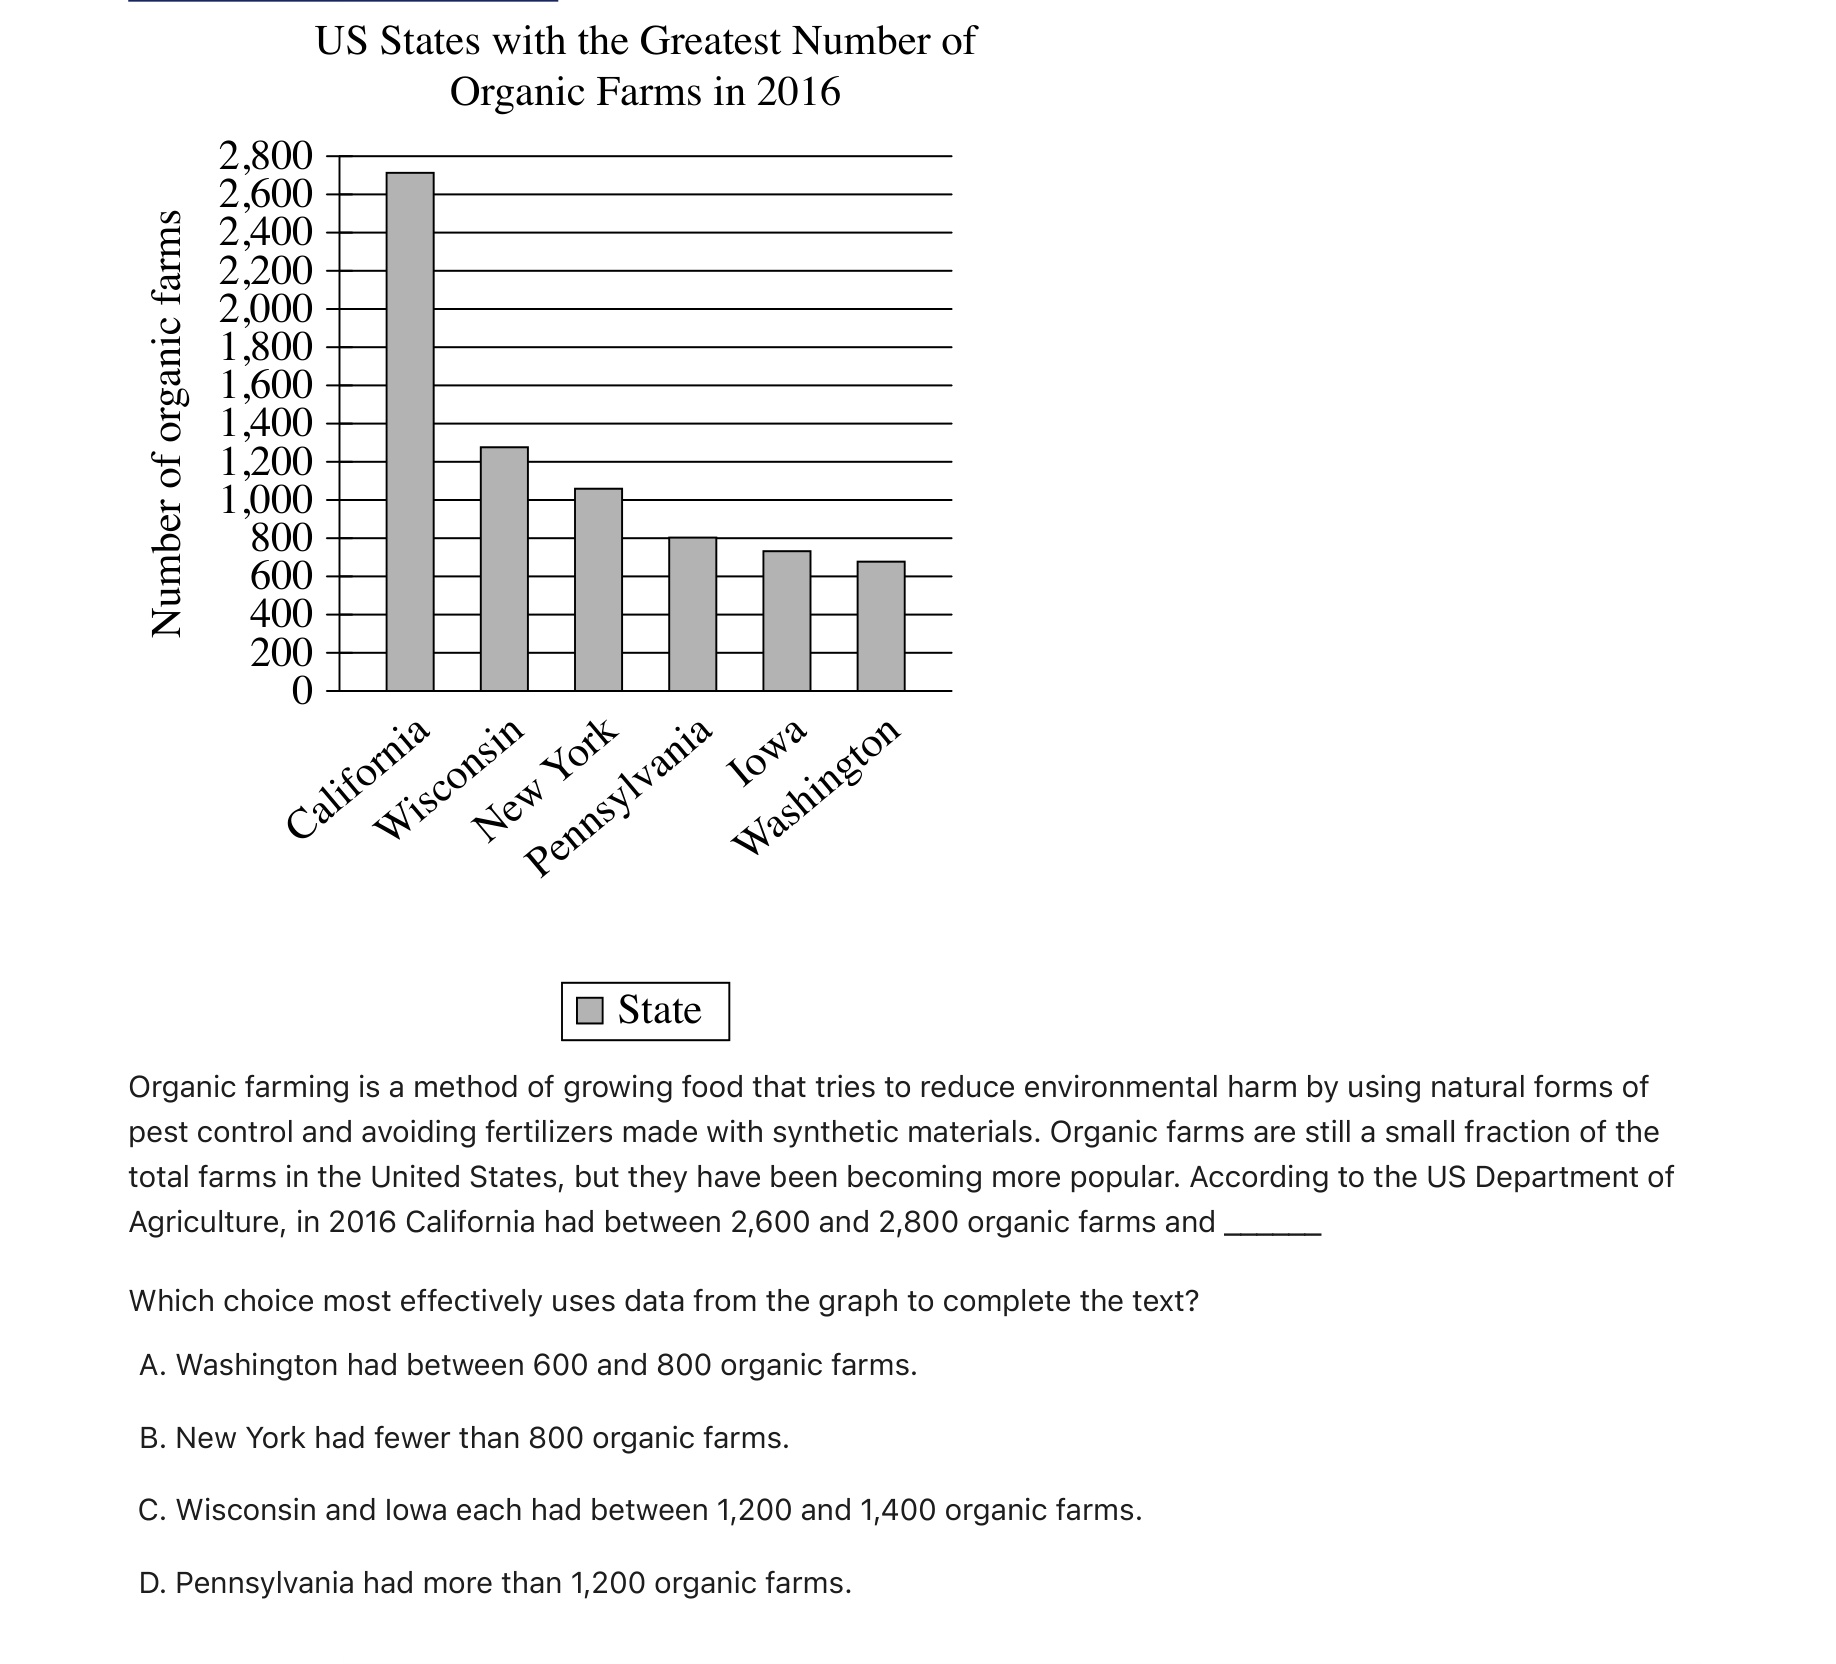 US States with the Greatest Number of
Organic Farms in 2016
Number of organic farms
2,800
2,600
2,400
2,200
2,000
1,800
1,600
1,400
1,200
1,000
800
600
400
200
0
California
Wisconsin
New York
Pennsylvania
Iowa
Washington
State
Organic farming is a method of growing food that tries to reduce environmental harm by using natural forms of
pest control and avoiding fertilizers made with synthetic materials. Organic farms are still a small fraction of the
total farms in the United States, but they have been becoming more popular. According to the US Department of
Agriculture, in 2016 California had between 2,600 and 2,800 organic farms and ______
Which choice most effectively uses data from the graph to complete the text?
A. Washington had between 600 and 800 organic farms.
B. New York had fewer than 800 organic farms.
C. Wisconsin and Iowa each had between 1,200 and 1,400 organic farms.
D. Pennsylvania had more than 1,200 organic farms.